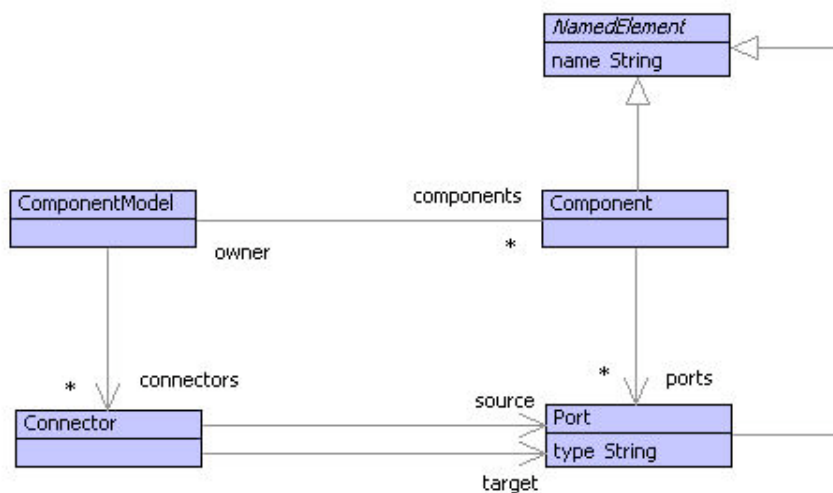 NamedElement
name String
ComponentModel
components
Component
owner
*
*
connectors
*
ports
Connector
source
Port
type String
target